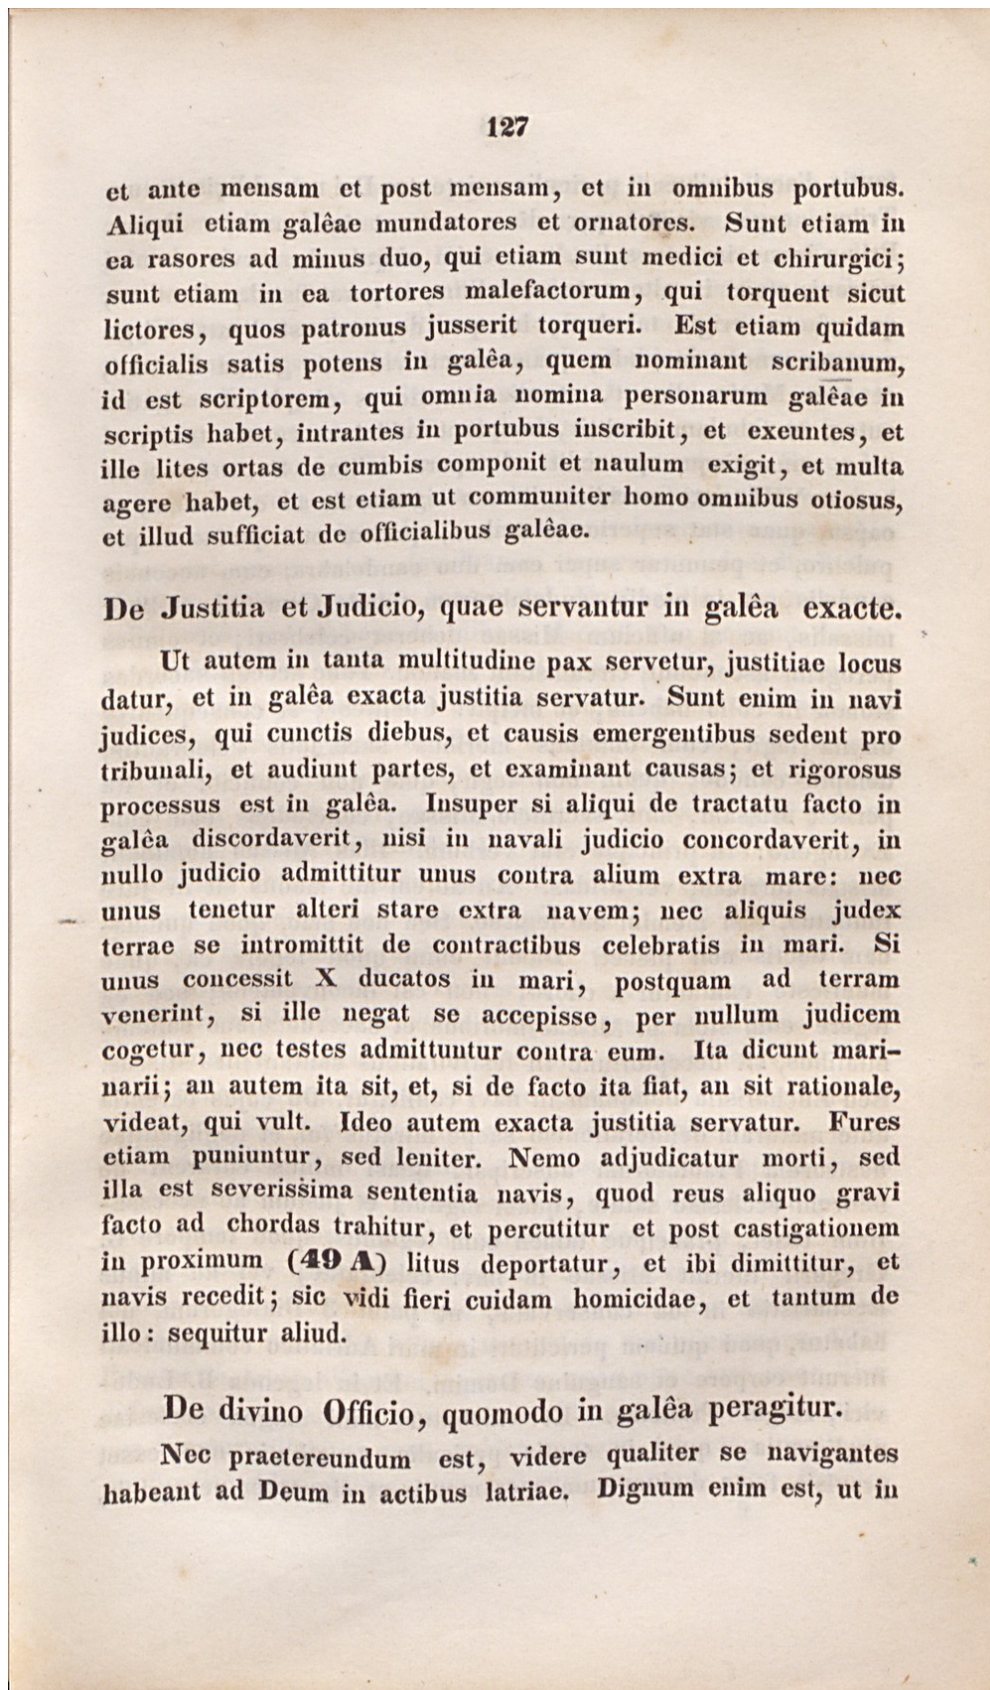 127
et ante mensam et post mensam, et in omnibus portubus.
Aliqui etiam galêae mundatores et ornatores. Sunt etiam in
ea rasores ad minus duo, qui etiam sunt medici et chirurgici;
sunt etiam in ea tortores malefactorum, qui torquent sicut
lictores, quos patronus jusserit torqueri. Est etiam quidam
officialis satis potens in galêa, quem nominant scribanum,
id est scriptorem, qui omnia nomina personarum galêae in
scriptis habet, intrantes in portubus inscribit, et exeuntes, et
ille lites ortas de cumbis componit et naulum exigit, et multa
agere habet, et est etiam ut communiter homo omnibus otiosus,
et illud sufficiat de officialibus galêae.
De Justitia et Judicio, quae servantur in galêa exacte.
Ut autem in tanta multitudine pax servetur, justitiae locus
datur, et in galêa exacta justitia servatur. Sunt enim in navi
judices, qui cunctis diebus, et causis emergentibus sedent pro
tribunali, et audiunt partes, et examinant causas; et rigorosus
processus est in galêa. Insuper si aliqui de tractatu facto in
galêa discordaverit, nisi in navali judicio concordaverit, in
nullo judicio admittitur unus contra alium extra mare: nec
unus tenetur alteri stare extra navem; nec aliquis judex
terrae se intromittit de contractibus celebratis in mari. Si
unus concessit X ducatos in mari, postquam ad terram
venerint, si ille negat se accepisse, per nullum judicem
cogetur, nec testes admittuntur contra eum. Ita dicunt mari-
narii; an autem ita sit, et, si de facto ita fiat, an sit rationale,
videat, qui vult. Ideo autem exacta justitia servatur. Fures
etiam puniuntur, sed leniter. Nemo adjudicatur morti, sed
illa est severissima sententia navis, quod reus aliquo gravi
facto ad chordas trahitur, et percutitur et post castigationem
in proximum (49 A) litus deportatur, et ibi dimittitur, et
navis recedit; sic vidi fieri cuidam homicidae, et tantum de
illo: sequitur aliud.
De divino Officio, quomodo in galêa peragitur.
Nec praetereundum est, videre qualiter se navigantes
habeant ad Deum in actibus latriae. Dignum enim est, ut in